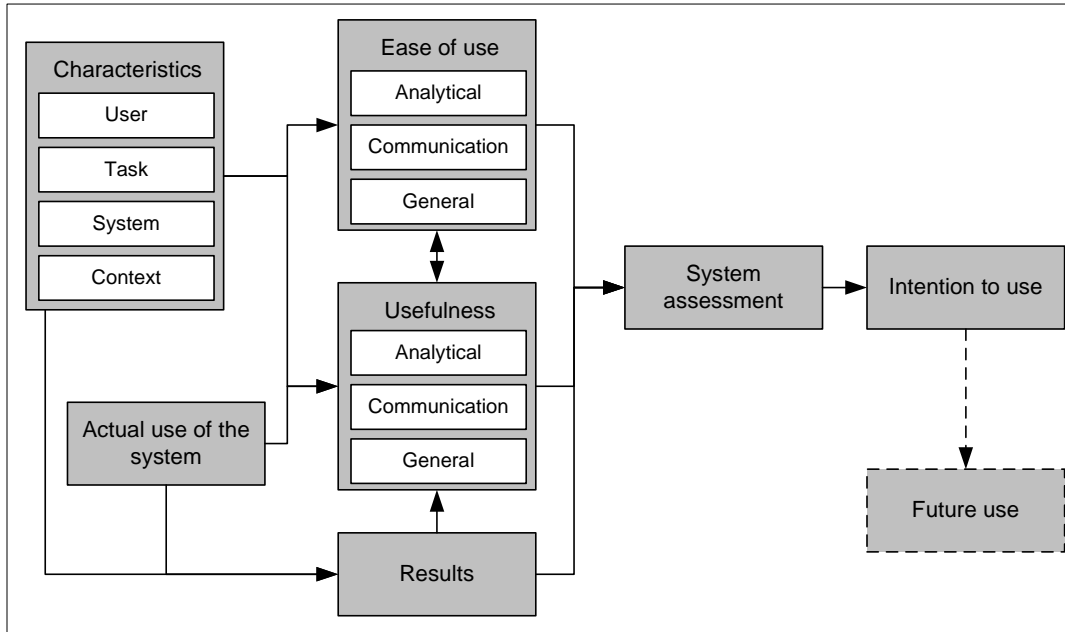 Characteristics
User
Task
System
Context
Actual use of the
system
Ease of use
Analytical
Communication
General
Usefulness
Analytical
Communication
General
Results
System
assessment
Intention to use
Future use